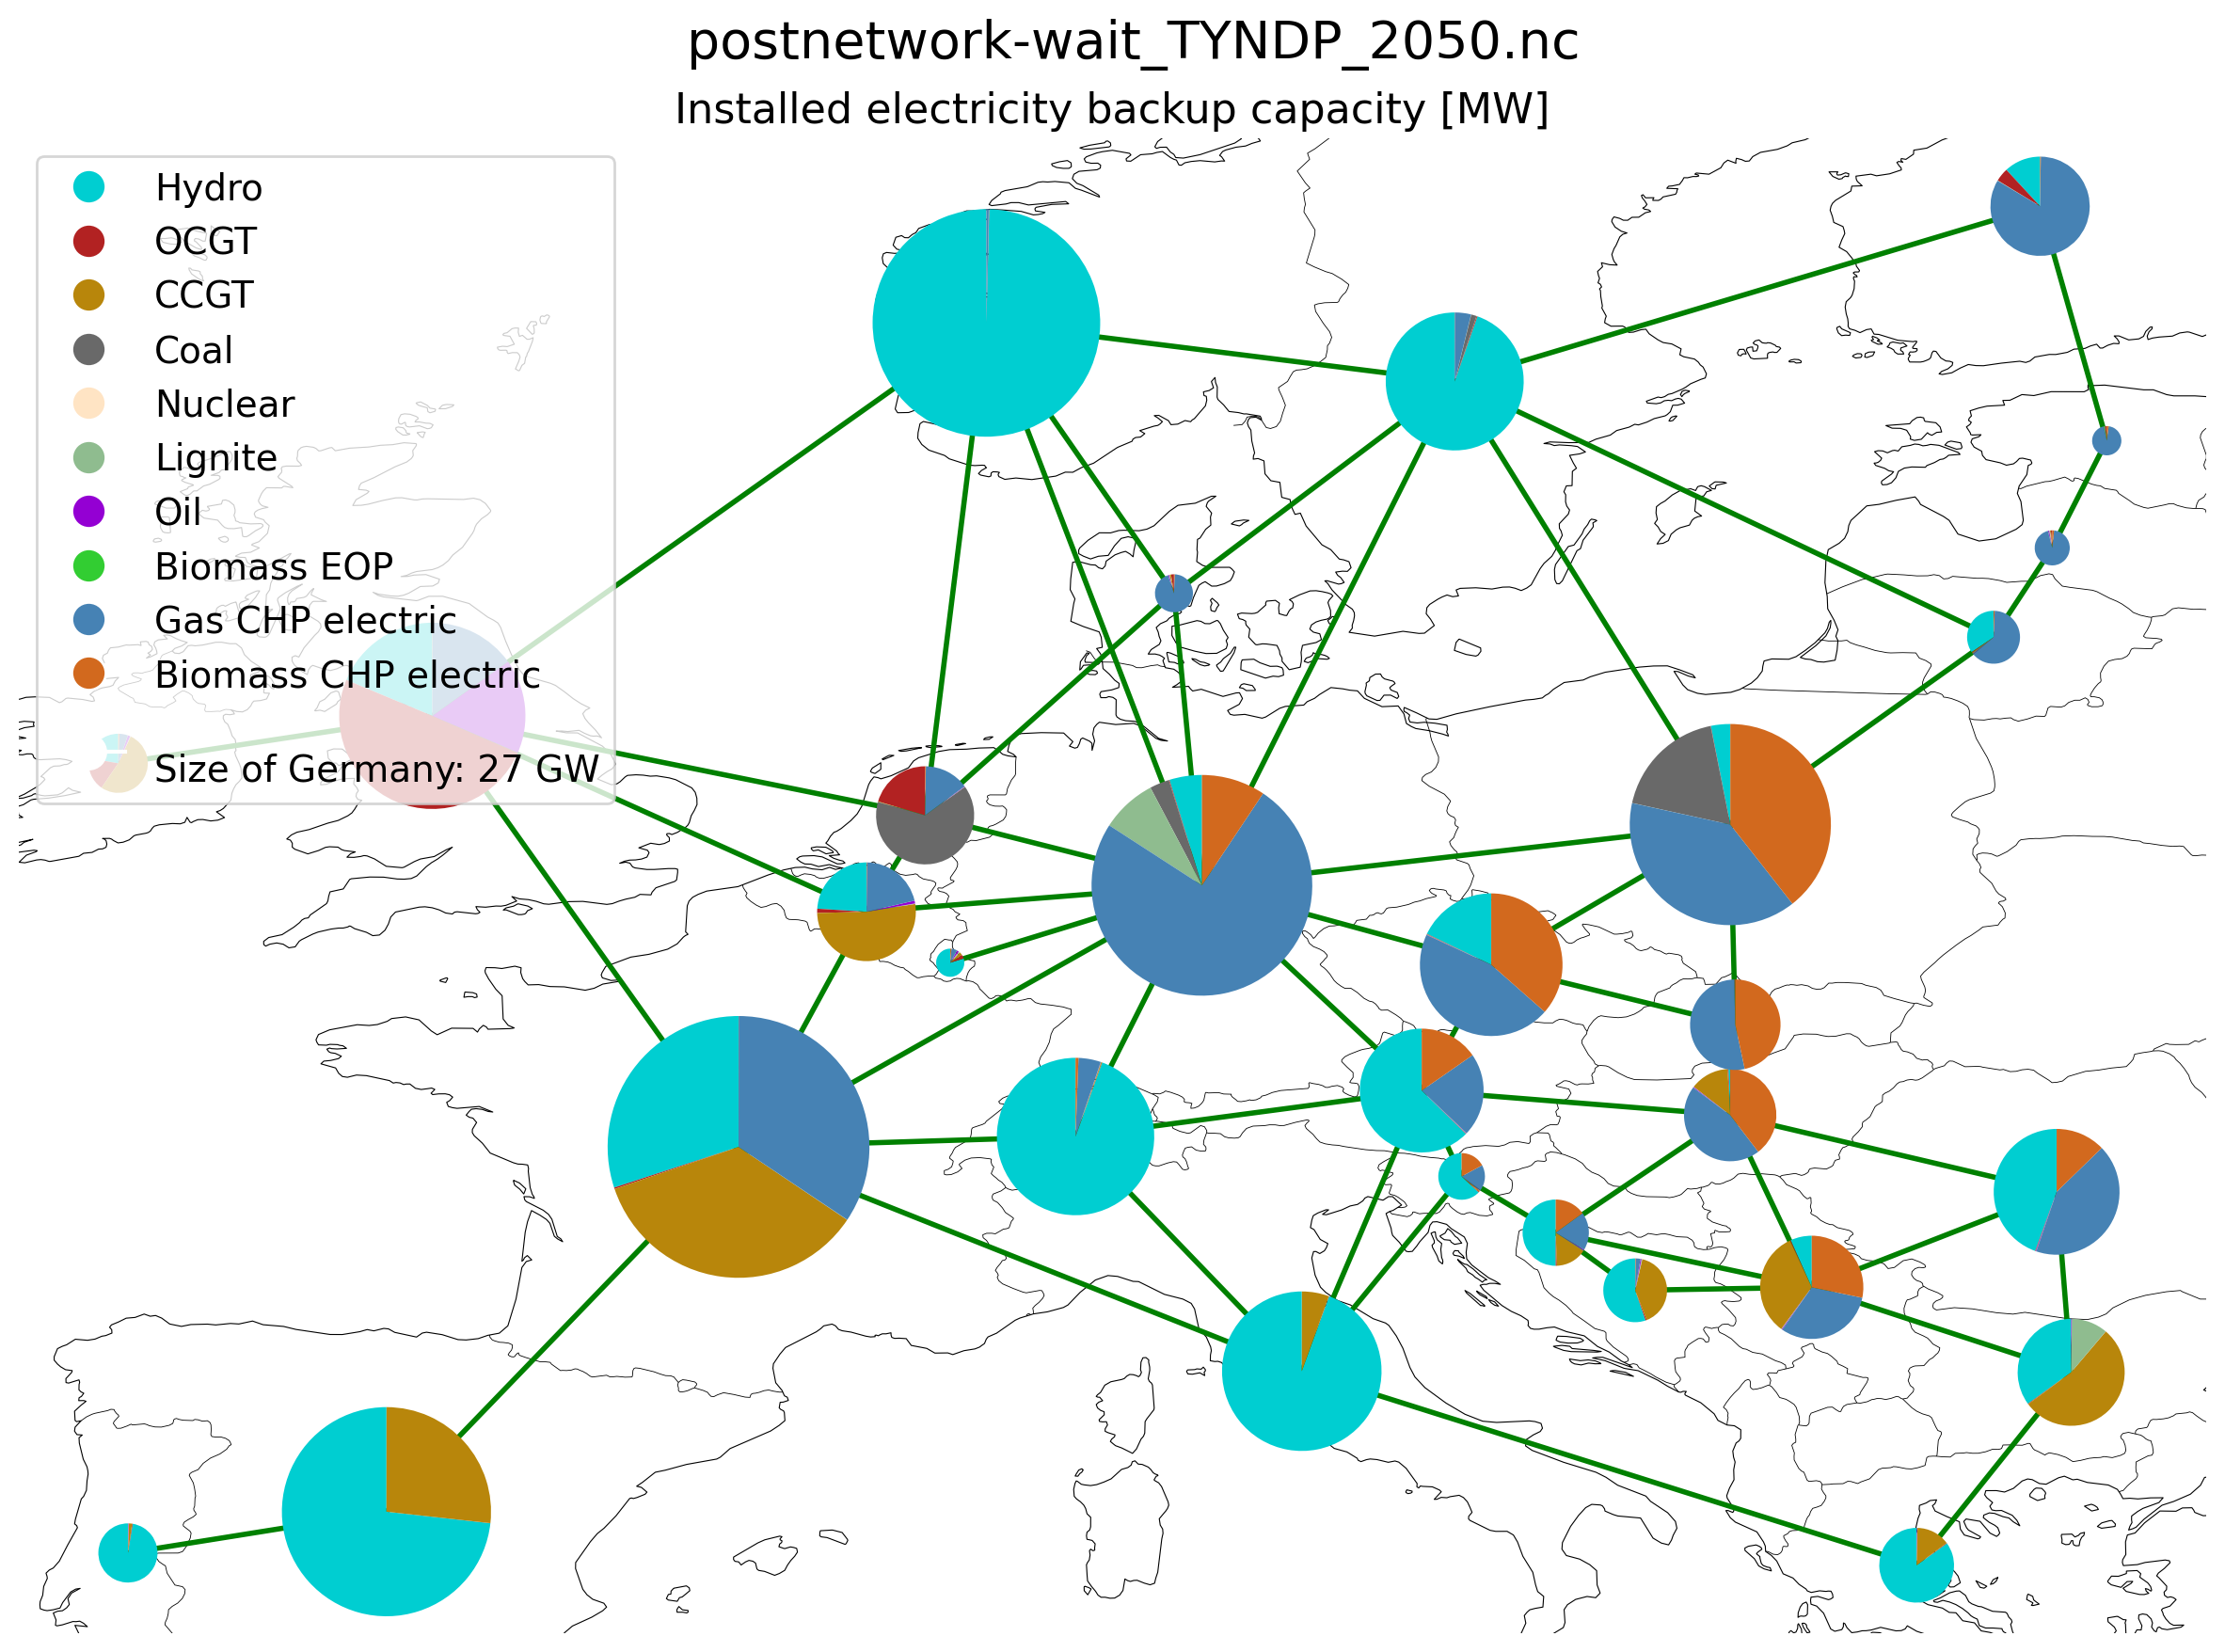 postnetwork-wait_TYNDP_2050.nc
Installed electricity backup capacity [MW]
Hydro
OCGT
CCGT
Coal
Nuclear
Lignite
Oil
Biomass EOP
Gas CHP electric
Biomass CHP electric
Size of Germany: 27 GW